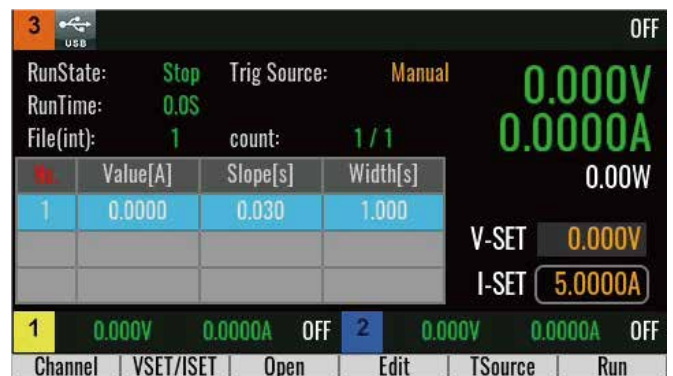 3 USB OFF
RunState: Stop Trig Source: Manual
RunTime: 0.0S
File(int): 1 count: 1 / 1
0.000V
0.0000A
0.00W
No. Value[A] Slope[s] Width[s]
1 0.0000 0.030 1.000
V-SET 0.000V
I-SET 5.0000A
1 0.000V 0.0000A OFF 2 0.000V 0.0000A OFF
Channel VSET/ISET Open Edit TSource Run